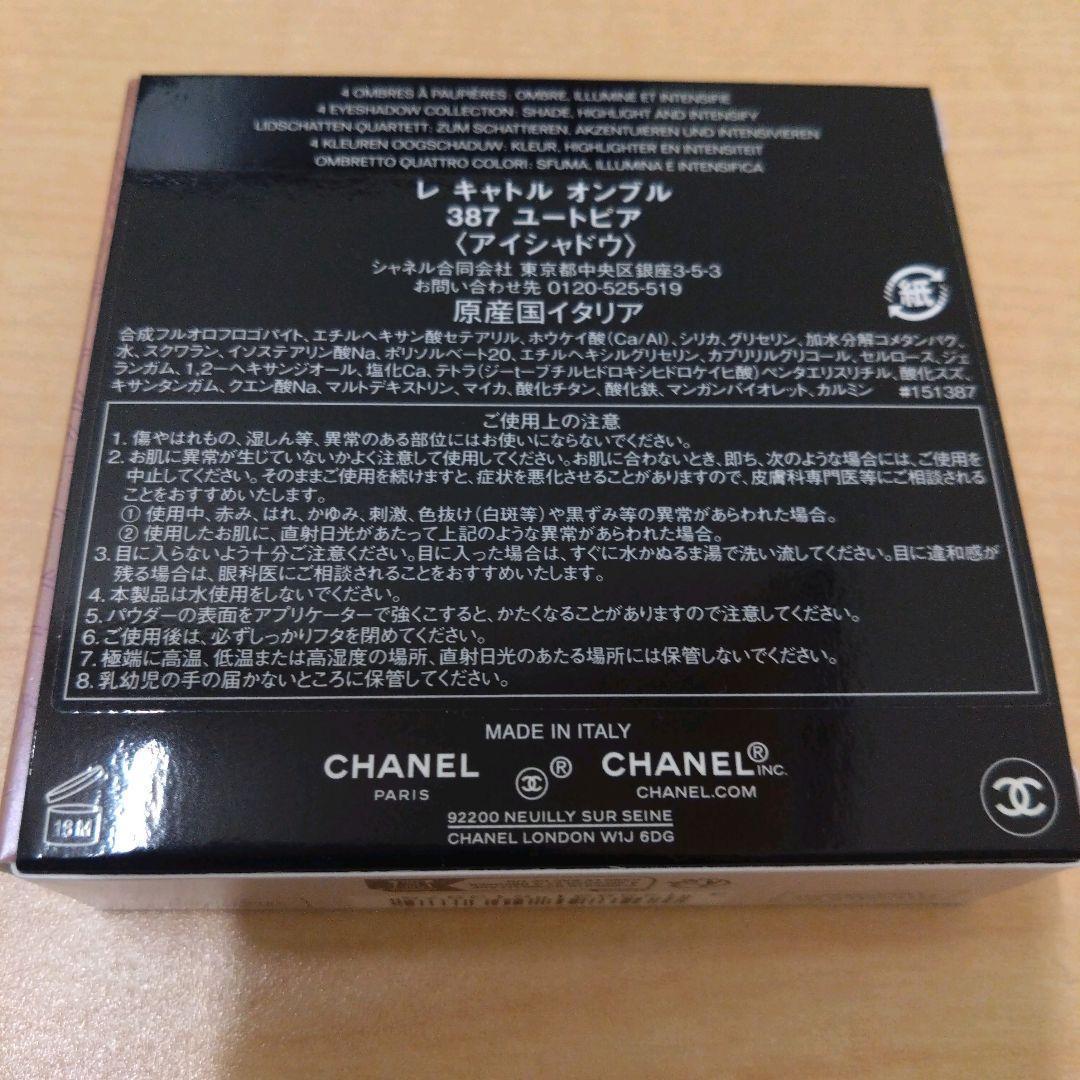 4 OMBRES À PAUPIÈRES : OMBRE, ILLUMINE ET INTENSIFIE
4 EYESHADOW COLLECTION: SHADE, HIGHLIGHT AND INTENSIFY
LIDSCHATTEN QUARTETT: ZUM SCHATTIEREN, AKZENTUIEREN UND INTENSIVIEREN
4 KLEUREN OOGSCHADUW: KLEUR, HIGHLIGHTER EN INTENSITEIT
OMBRETTO QUATTRO COLORI: SFUMA, ILLUMINA E INTENSIFICA
レ キャトル オンブル
387 ユートピア
〈アイシャドウ〉
シャネル合同会社 東京都中央区銀座3-5-3
お問い合わせ先 0120-525-519
紙
原産国イタリア
合成フルオロフロゴパイト、エチルヘキサン酸セテアリル、ホウケイ酸(Ca/Al)、シリカ、グリセリン、加水分解コメタンパク、
水、スクワラン、イソステアリン酸Na、ポリソルベート20、エチルヘキシルグリセリン、カプリリルグリコール、セルロース、ジェ
ランガム、1,2-ヘキサンジオール、塩化Ca、テトラ(ジ-t-ブチルヒドロキシヒドロケイヒ酸)ペンタエリスリチル、酸化スズ、
キサンタンガム、クエン酸Na、マルトデキストリン、マイカ、酸化チタン、酸化鉄、マンガンバイオレット、カルミン #151387
ご使用上の注意
1. 傷やはれもの、湿しん等、異常のある部位にはお使いにならないでください。
2. お肌に異常が生じていないかよく注意して使用してください。お肌に合わないとき、即ち、次のような場合には、ご使用を
中止してください。そのままご使用を続けますと、症状を悪化させることがありますので、皮膚科専門医等にご相談される
ことをおすすめいたします。
① 使用中、赤み、はれ、かゆみ、刺激、色抜け(白斑等)や黒ずみ等の異常があらわれた場合。
② 使用したお肌に、直射日光があたって上記のような異常があらわれた場合。
3. 目に入らないよう十分ご注意ください。目に入った場合は、すぐに水かぬるま湯で洗い流してください。目に違和感が
残る場合は、眼科医にご相談されることをおすすめいたします。
4. 本製品は水使用をしないでください。
5. パウダーの表面をアプリケーターで強くこすると、かたくなることがありますので注意してください。
6. ご使用後は、必ずしっかりフタを閉めてください。
7. 極端に高温、低温または高湿度の場所、直射日光のあたる場所には保管しないでください。
8. 乳幼児の手の届かないところに保管してください。
MADE IN ITALY
CHANEL ® CHANEL® INC.
PARIS CHANEL.COM
92200 NEUILLY SUR SEINE
CHANEL LONDON W1J 6DG
18M